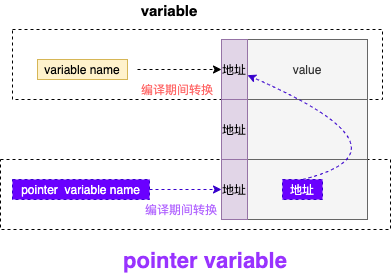 variable
variable name
地址
value
编译期间转换
地址
pointer variable name
地址
地址
编译期间转换
pointer variable